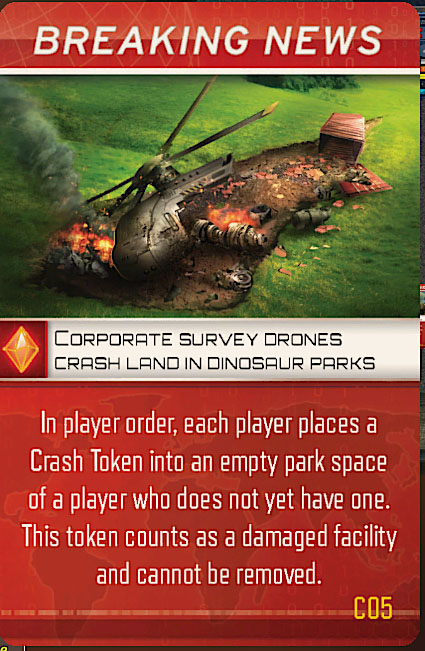 BREAKING NEWS
CORPORATE SURVEY DRONES
CRASH LAND IN DINOSAUR PARKS
In player order, each player places a
Crash Token into an empty park space
of a player who does not yet have one.
This token counts as a damaged facility
and cannot be removed.
C05